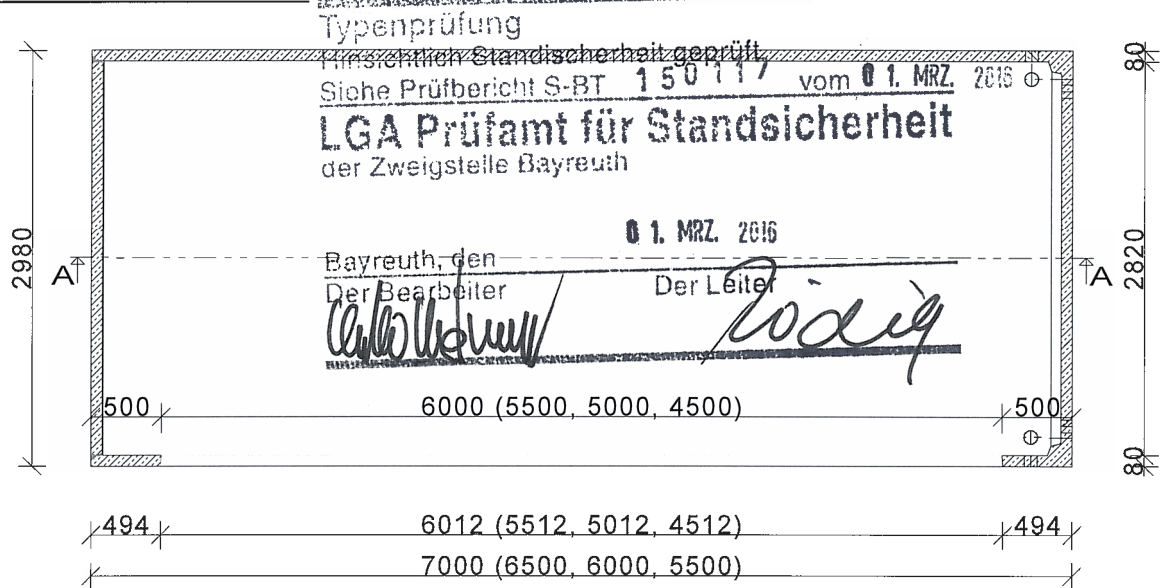 Typenprüfung
Hinsichtlich Standischerheit geprüft
Siehe Prüfbericht S-BT 150117 vom 01. MRZ. 2016
LGA Prüfamt für Standsicherheit
der Zweigstelle Bayreuth
01. MRZ. 2016
Bayreuth, den
Der Bearbeiter Der Leiter
80
2980
A
A
2820
500 6000 (5500, 5000, 4500) 500
80
494 6012 (5512, 5012, 4512) 494
7000 (6500, 6000, 5500)